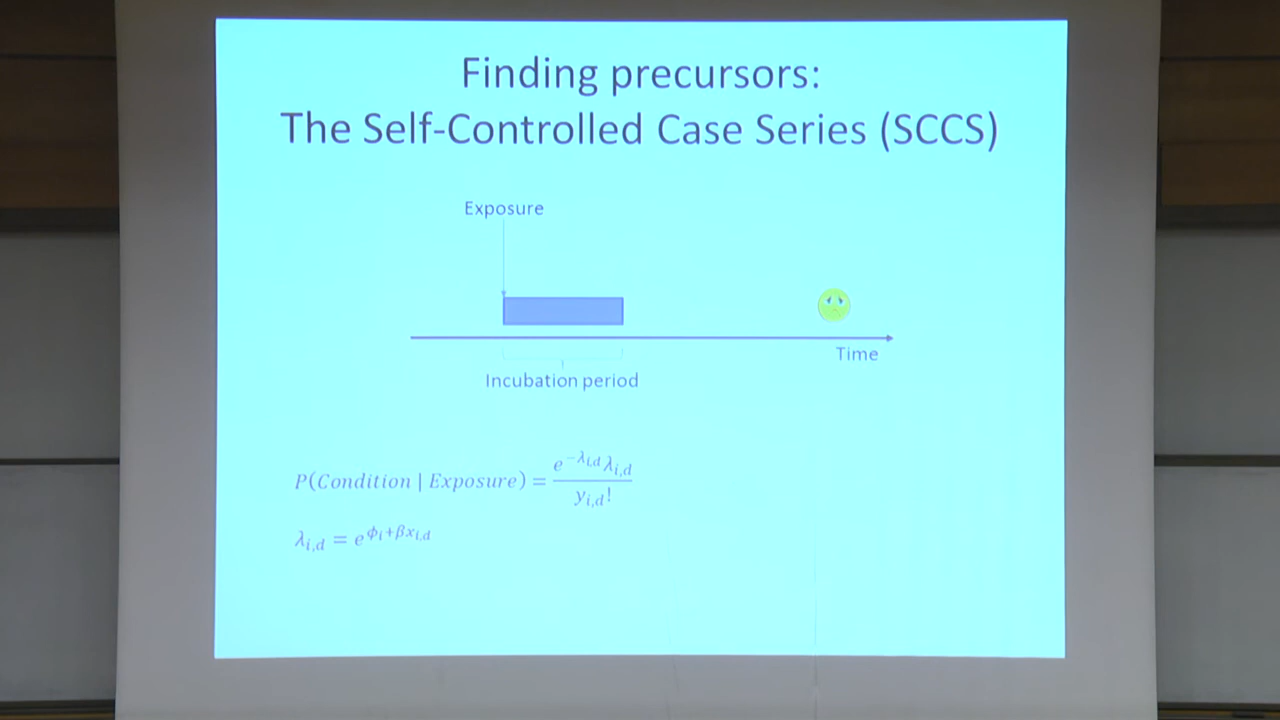 Finding precursors:
The Self-Controlled Case Series (SCCS)
Exposure
Time
Incubation period
P(Condition | Exposure) = \frac{e^{-λ_{i,d}} λ_{i,d}}{y_{i,d}!}
λ_{i,d} = e^{ϕ_i+βx_{i,d}}